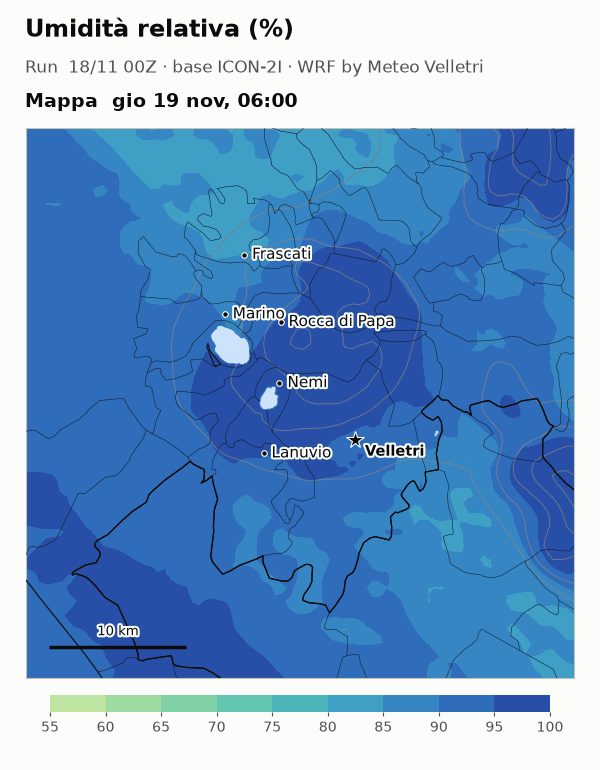 Umidità relativa (%)
Run 18/11 00Z · base ICON-2I · WRF by Meteo Velletri
Mappa gio 19 nov, 06:00
Frascati
Marino
Rocca di Papa
Nemi
Velletri
Lanuvio
10 km
55 60 65 70 75 80 85 90 95 100